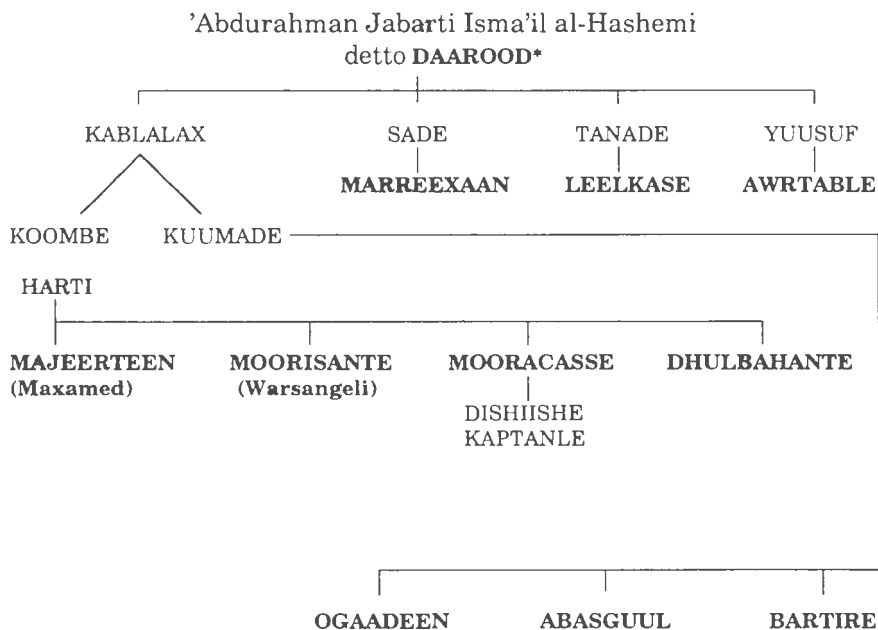 'Abdurahman Jabarti Isma'il al-Hashemi
detto DAAROOD*
KABLALAX SADE TANADE YUUSUF
MARREEXAAN LEELKASE AWRTABLE
KOOMBE KUUMADE
HARTI
MAJEERTEEN MOORISANTE MOORACASSE DHULBAHANTE
(Maxamed) (Warsangeli)
DISHIISHE
KAPTANLE
OGAADEEN ABASGUUL BARTIRE